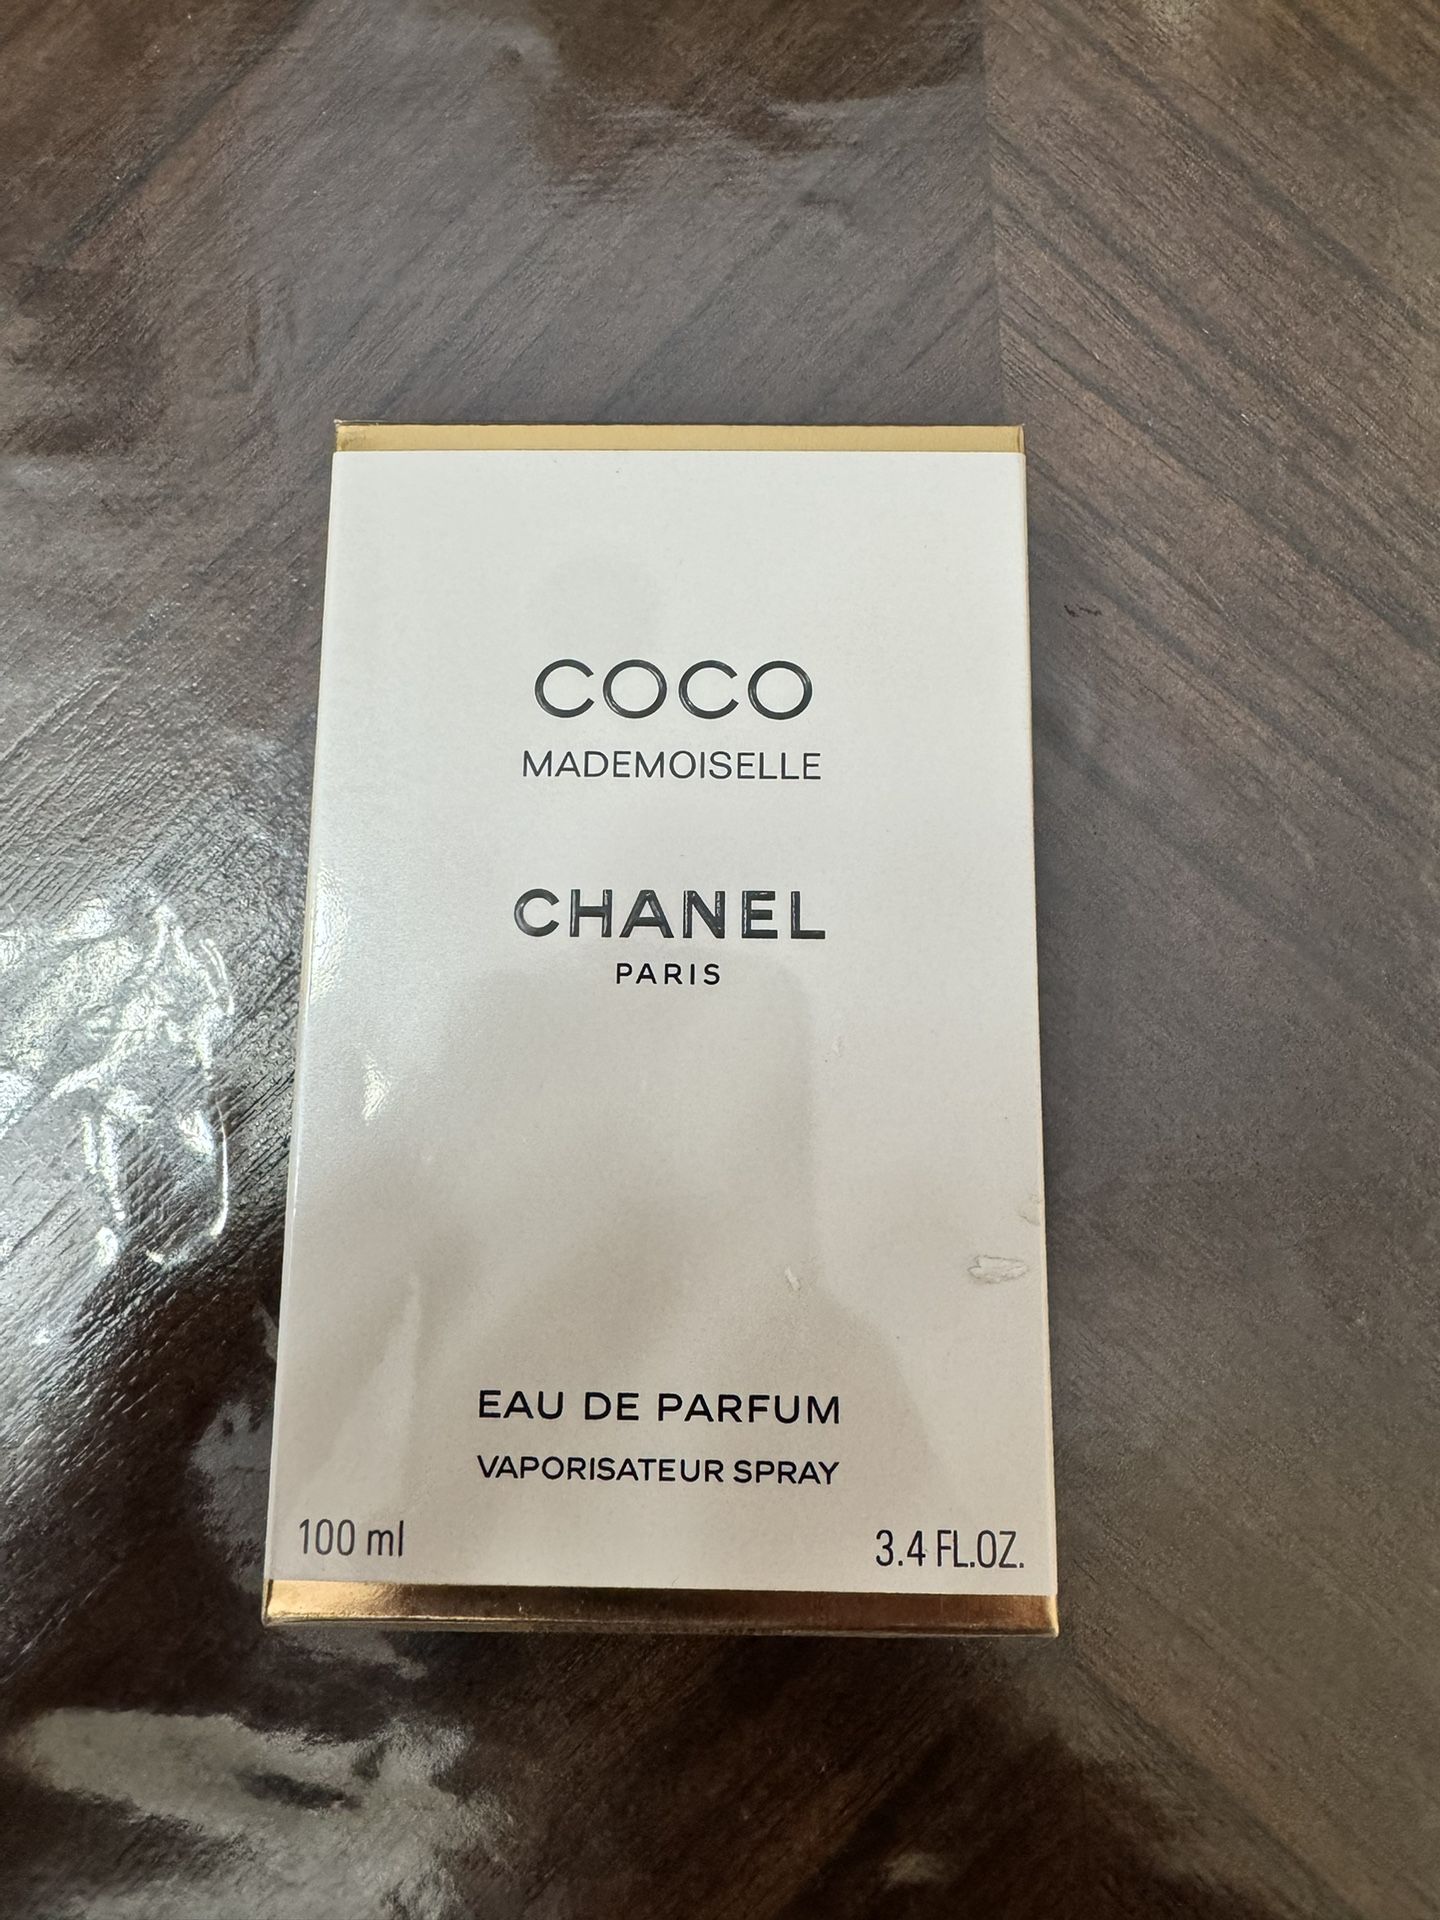 COCO
MADEMOISELLE
CHANEL
PARIS
EAU DE PARFUM
VAPORISATEUR SPRAY
100 ml 3.4 FL.OZ.